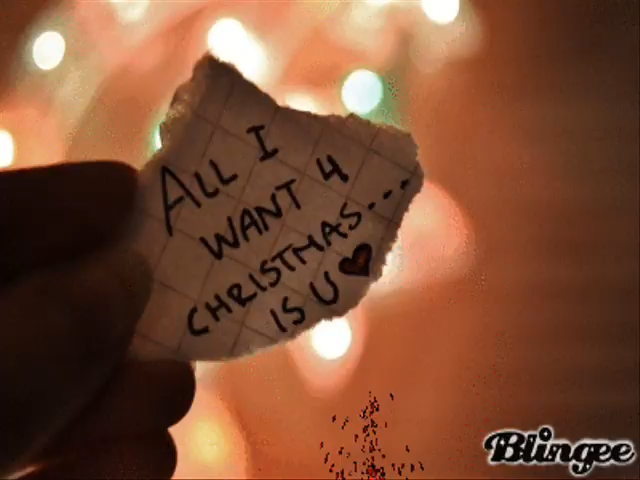 ALL I
WANT 4
CHRISTMAS...
IS U ♥
Blingee